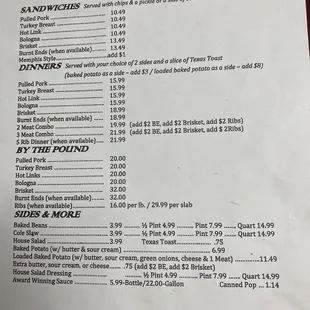 SANDWICHES Served with chips & a pickle or a side of
Pulled Pork 10.49
Turkey Breast 10.49
Hot Link 10.49
Bologna 10.49
Brisket 13.49
Burnt Ends (when available) 13.49
Memphis Style add $1
DINNERS Served with your choice of 2 sides and a slice of Texas Toast
(baked potato as a side – add $3 / loaded baked potato as a side – add $8)
Pulled Pork 15.99
Turkey Breast 15.99
Hot Link 15.99
Bologna 15.99
Brisket 18.99
Burnt Ends (when available) 18.99
2 Meat Combo 19.99 (add $2 BE, add $2 Brisket, add $2 Ribs)
3 Meat Combo 21.99 (add $2 BE, add $2 Brisket, add $ 2Ribs)
5 Rib Dinner (when available) 21.99
BY THE POUND
Pulled Pork 20.00
Turkey Breast 20.00
Hot Links 20.00
Bologna 20.00
Brisket 32.00
Burnt Ends (when available) 32.00
Ribs (when available) 16.00 per lb. / 29.99 per slab
SIDES & MORE
Baked Beans 3.99 ½ Pint 4.99 Pint 7.99 Quart 14.99
Cole Slaw 3.99 ½ Pint 4.99 Pint 7.99 Quart 14.99
House Salad 3.99 Texas Toast .75
Baked Potato (w/ butter & sour cream) 6.99
Loaded Baked Potato (w/ butter, sour cream, green onions, cheese & 1 Meat) 11.49
Extra butter, sour cream, or cheese .75 (add $2 BE, add $2 Brisket)
House Salad Dressing ½ Pint 4.99 Pint 7.99 Quart 14.99
Award Winning Sauce 5.99-Bottle/22.00-Gallon Canned Pop ... 1.14